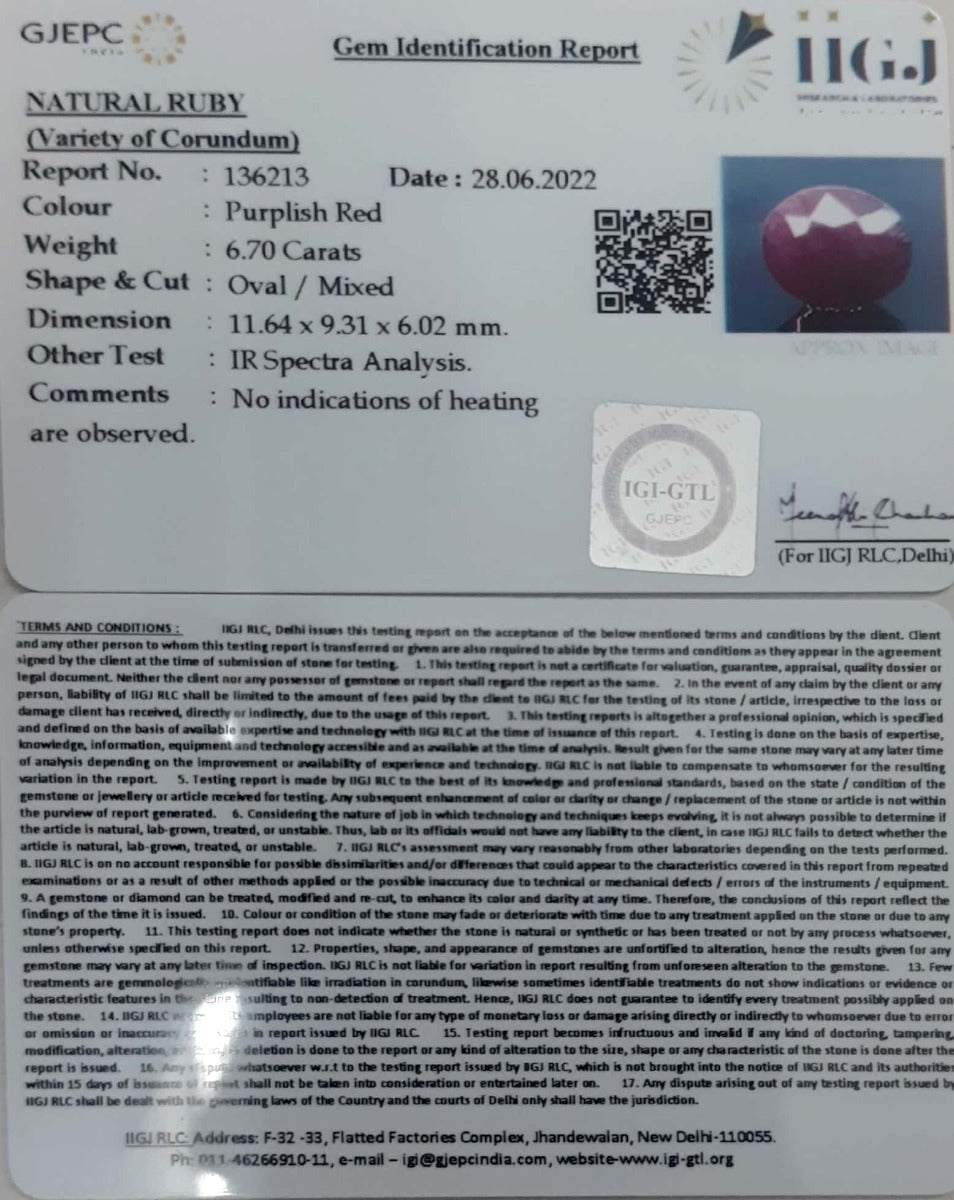 GJEPC
INDIA
Gem Identification Report
IIGJ
RESEARCH & LABORATORIES
NATURAL RUBY
(Variety of Corundum)
Report No. : 136213 Date : 28.06.2022
Colour : Purplish Red
Weight : 6.70 Carats
Shape & Cut : Oval / Mixed
Dimension : 11.64 x 9.31 x 6.02 mm.
Other Test : IR Spectra Analysis.
Comments : No indications of heating
are observed.
APPROX IMAGE
IGI-GTL
GJEPC
(For IIGJ RLC,Delhi)
TERMS AND CONDITIONS : IIGJ RLC, Delhi issues this testing report on the acceptance of the below mentioned terms and conditions by the client. Client
and any other person to whom this testing report is transferred or given are also required to abide by the terms and conditions as they appear in the agreement
signed by the client at the time of submission of stone for testing. 1. This testing report is not a certificate for valuation, guarantee, appraisal, quality dossier or
legal document. Neither the client nor any possessor of gemstone or report shall regard the report as the same. 2. In the event of any claim by the client or any
person, liability of IIGJ RLC shall be limited to the amount of fees paid by the client to IIGJ RLC for the testing of its stone / article, irrespective to the loss or
damage client has received, directly or indirectly, due to the usage of this report. 3. This testing reports is altogether a professional opinion, which is specified
and defined on the basis of available expertise and technology with IIGJ RLC at the time of issuance of this report. 4. Testing is done on the basis of expertise,
knowledge, information, equipment and technology accessible and as available at the time of analysis. Result given for the same stone may vary at any later time
of analysis depending on the improvement or availability of experience and technology. IIGJ RLC is not liable to compensate to whomsoever for the resulting
variation in the report. 5. Testing report is made by IIGJ RLC to the best of its knowledge and professional standards, based on the state / condition of the
gemstone or jewellery or article received for testing. Any subsequent enhancement of color or clarity or change / replacement of the stone or article is not within
the purview of report generated. 6. Considering the nature of job in which technology and techniques keeps evolving, it is not always possible to determine if
the article is natural, lab-grown, treated, or unstable. Thus, lab or its officials would not have any liability to the client, in case IIGJ RLC fails to detect whether the
article is natural, lab-grown, treated, or unstable. 7. IIGJ RLC's assessment may vary reasonably from other laboratories depending on the tests performed.
8. IIGJ RLC is on no account responsible for possible dissimilarities and/or differences that could appear to the characteristics covered in this report from repeated
examinations or as a result of other methods applied or the possible inaccuracy due to technical or mechanical defects / errors of the instruments / equipment.
9. A gemstone or diamond can be treated, modified and re-cut, to enhance its color and clarity at any time. Therefore, the conclusions of this report reflect the
findings of the time it is issued. 10. Colour or condition of the stone may fade or deteriorate with time due to any treatment applied on the stone or due to any
stone's property. 11. This testing report does not indicate whether the stone is natural or synthetic or has been treated or not by any process whatsoever,
unless otherwise specified on this report. 12. Properties, shape, and appearance of gemstones are unfortified to alteration, hence the results given for any
gemstone may vary at any later time of inspection. IIGJ RLC is not liable for variation in report resulting from unforeseen alteration to the gemstone. 13. Few
treatments are gemmologically like irradiation in corundum, likewise sometimes identifiable treatments do not show indications or evidence or
characteristic features in the resulting to non-detection of treatment. Hence, IIGJ RLC does not guarantee to identify every treatment possibly applied on
the stone. 14. IIGJ RLC employees are not liable for any type of monetary loss or damage arising directly or indirectly to whomsoever due to error
or omission or inaccuracy in report issued by IIGJ RLC. 15. Testing report becomes infructuous and invalid if any kind of doctoring, tampering,
modification, alteration, deletion is done to the report or any kind of alteration to the size, shape or any characteristic of the stone is done after the
report is issued. 16. Any whatsoever w.r.t to the testing report issued by IIGJ RLC, which is not brought into the notice of IIGJ RLC and its authorities
within 15 days of issuance of report shall not be taken into consideration or entertained later on. 17. Any dispute arising out of any testing report issued by
IIGJ RLC shall be dealt with the governing laws of the Country and the courts of Delhi only shall have the jurisdiction.
IIGJ RLC Address: F-32 -33, Flatted Factories Complex, Jhandewalan, New Delhi-110055.
Ph: 011-46266910-11, e-mail – igi@gjepcindia.com, website-www.igi-gtl.org